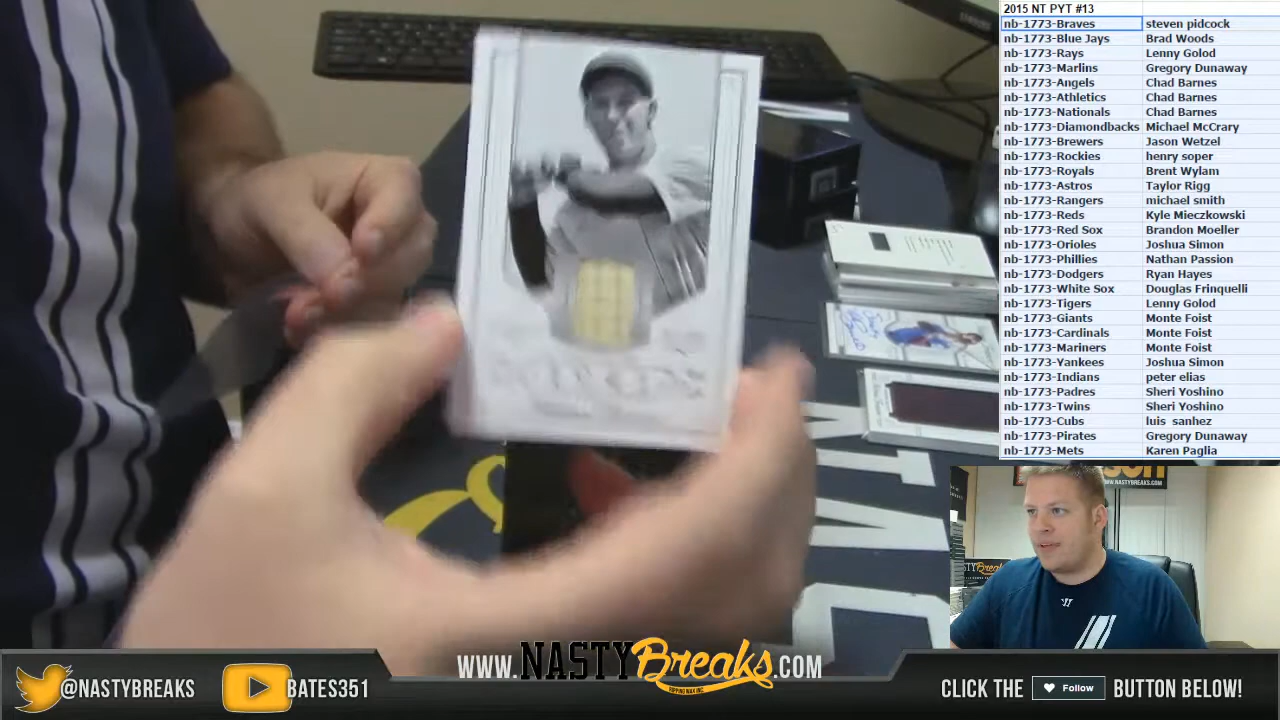 2015 NT PYT #13
nb-1773-Braves steven pidcock
nb-1773-Blue Jays Brad Woods
nb-1773-Rays Lenny Golod
nb-1773-Marlins Gregory Dunaway
nb-1773-Angels Chad Barnes
nb-1773-Athletics Chad Barnes
nb-1773-Nationals Chad Barnes
nb-1773-Diamondbacks Michael McCrary
nb-1773-Brewers Jason Wetzel
nb-1773-Rockies henry soper
nb-1773-Royals Brent Wylam
nb-1773-Astros Taylor Rigg
nb-1773-Rangers michael smith
nb-1773-Reds Kyle Mieczkowski
nb-1773-Red Sox Brandon Moeller
nb-1773-Orioles Joshua Simon
nb-1773-Phillies Nathan Passion
nb-1773-Dodgers Ryan Hayes
nb-1773-White Sox Douglas Frinquelli
nb-1773-Tigers Lenny Golod
nb-1773-Giants Monte Foist
nb-1773-Cardinals Monte Foist
nb-1773-Mariners Monte Foist
nb-1773-Yankees Joshua Simon
nb-1773-Indians peter elias
nb-1773-Padres Sheri Yoshino
nb-1773-Twins Sheri Yoshino
nb-1773-Cubs luis sanhez
nb-1773-Pirates Gregory Dunaway
nb-1773-Mets Karen Paglia
WWW.NASTYBREAKS.COM
@NASTYBREAKS
BATES351
WWW.NASTYBreaks.COM
RIPPING WAX INC.
CLICK THE Follow BUTTON BELOW!